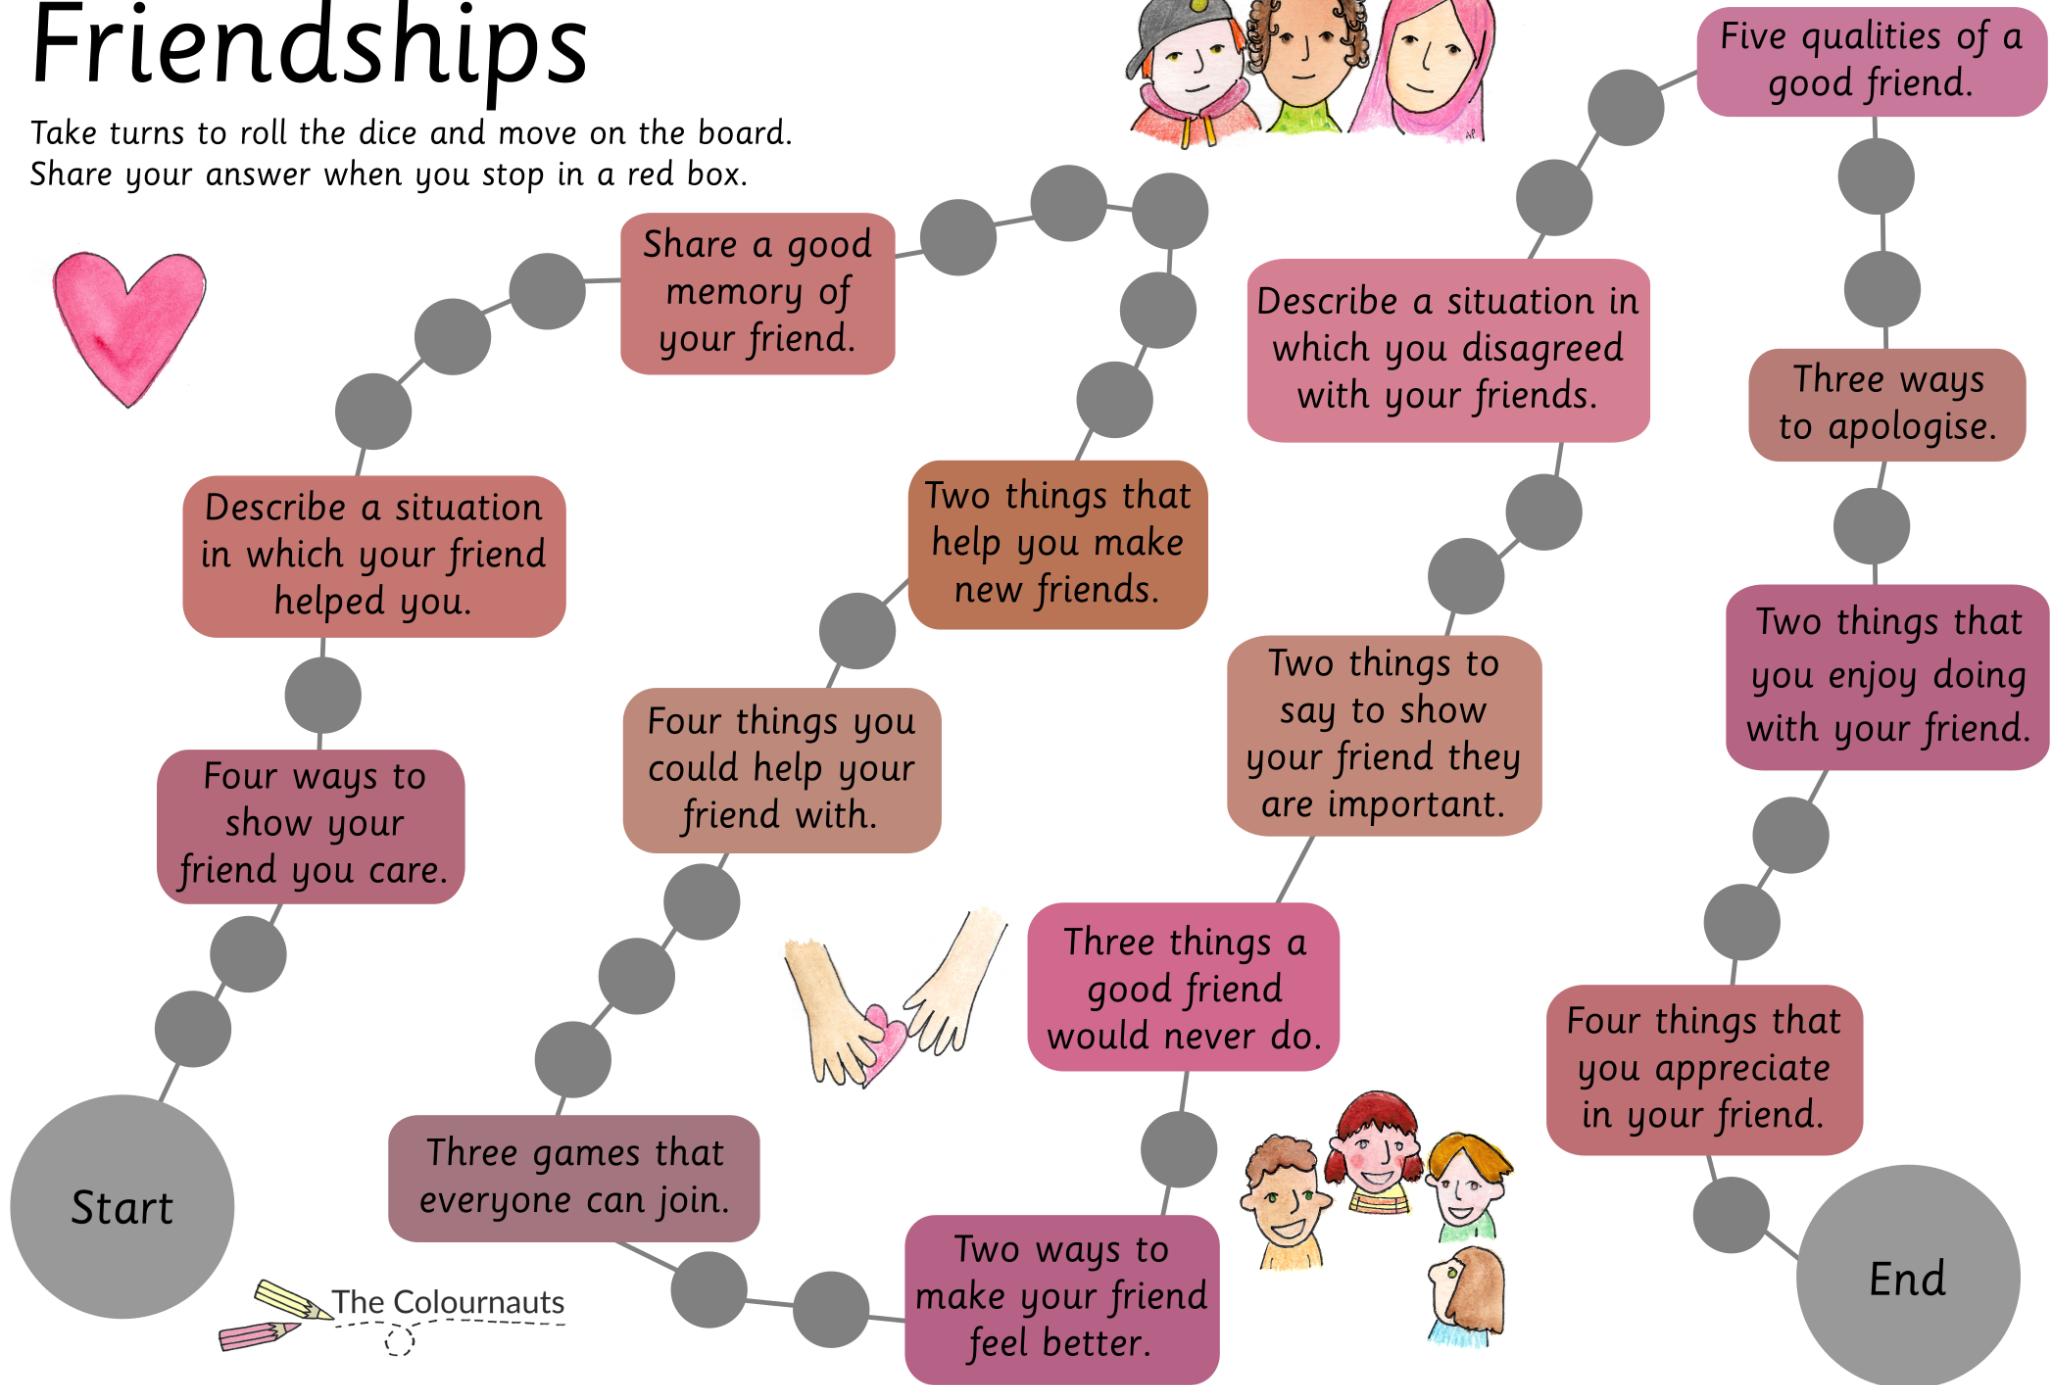 Friendships
Take turns to roll the dice and move on the board.
Share your answer when you stop in a red box.
Start
Four ways to
show your
friend you care.
Describe a situation
in which your friend
helped you.
Share a good
memory of
your friend.
Two things that
help you make
new friends.
Four things you
could help your
friend with.
Three games that
everyone can join.
Two ways to
make your friend
feel better.
Three things a
good friend
would never do.
Two things to
say to show
your friend they
are important.
Describe a situation in
which you disagreed
with your friends.
Five qualities of a
good friend.
Three ways
to apologise.
Two things that
you enjoy doing
with your friend.
Four things that
you appreciate
in your friend.
End
The Colournauts